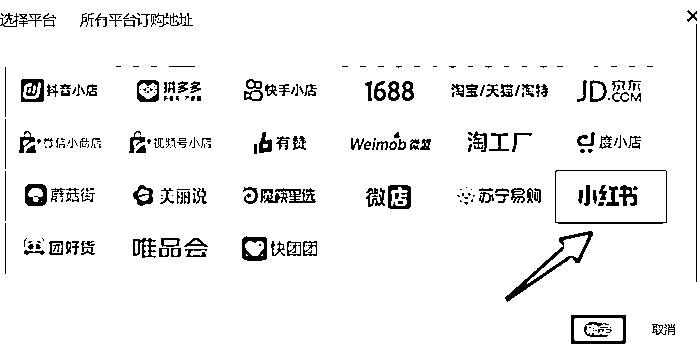 选择平台 所有平台订购地址
抖音小店 拼多多 快手小店 1688 淘宝/天猫/淘特 JD.COM 京东
微信小商店 视频号小店 有赞 Weimob 微盟 淘工厂 度小店
蘑菇街 美丽说 魔筷星选 微店 苏宁易购 小红书
团好货 唯品会 快团团
确定 取消